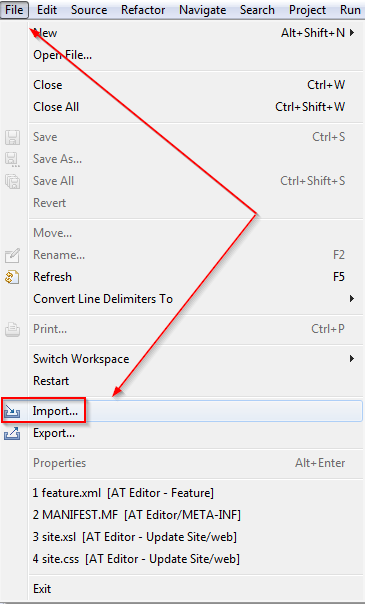 File Edit Source Refactor Navigate Search Project Run
New Alt+Shift+N
Open File...
Close Ctrl+W
Close All Ctrl+Shift+W
Save Ctrl+S
Save As...
Save All Ctrl+Shift+S
Revert
Move...
Rename... F2
Refresh F5
Convert Line Delimiters To
Print... Ctrl+P
Switch Workspace
Restart
Import...
Export...
Properties Alt+Enter
1 feature.xml [AT Editor - Feature]
2 MANIFEST.MF [AT Editor/META-INF]
3 site.xsl [AT Editor - Update Site/web]
4 site.css [AT Editor - Update Site/web]
Exit